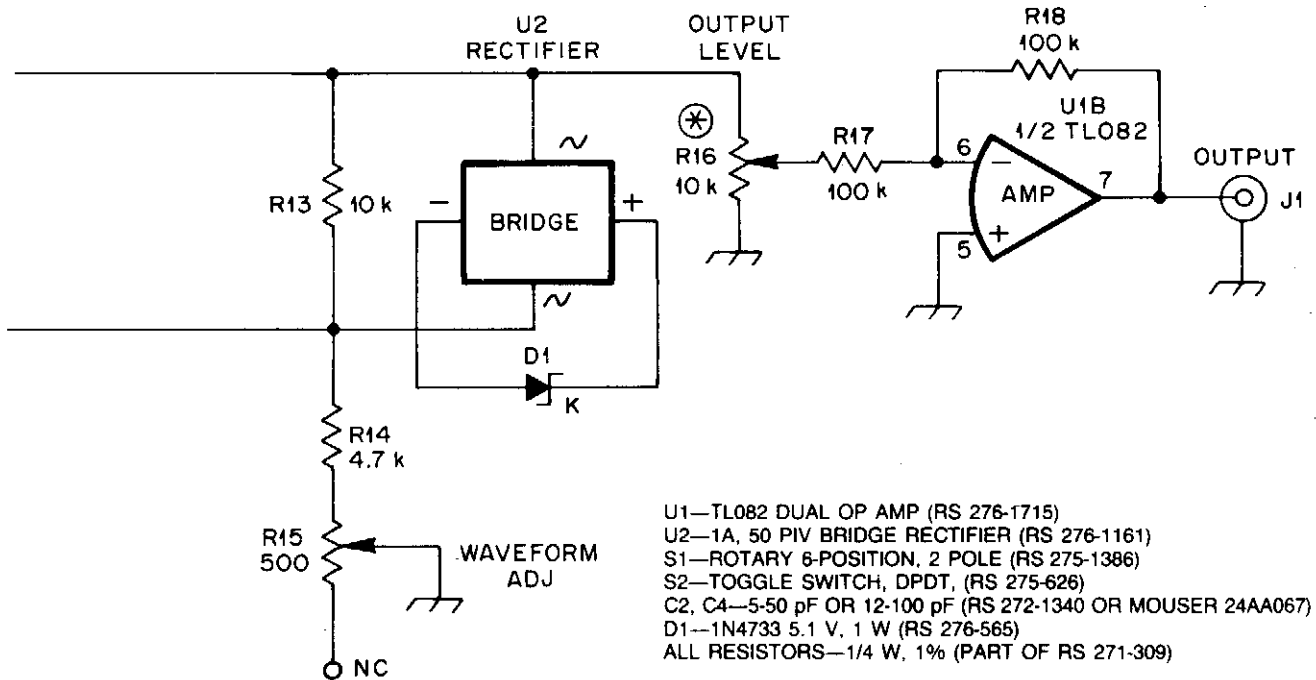 U2
RECTIFIER
OUTPUT
LEVEL
R18
100 k
U1B
1/2 TL082
R13
10 k
∼
−
BRIDGE
+
∼
R16
10 k
R17
100 k
6
−
AMP
7
5
+
OUTPUT
J1
D1
K
R14
4.7 k
R15
500
WAVEFORM
ADJ
NC
U1—TL082 DUAL OP AMP (RS 276-1715)
U2—1A, 50 PIV BRIDGE RECTIFIER (RS 276-1161)
S1—ROTARY 6-POSITION, 2 POLE (RS 275-1386)
S2—TOGGLE SWITCH, DPDT, (RS 275-626)
C2, C4—5-50 pF OR 12-100 pF (RS 272-1340 OR MOUSER 24AA067)
D1—1N4733 5.1 V, 1 W (RS 276-565)
ALL RESISTORS—1/4 W, 1% (PART OF RS 271-309)